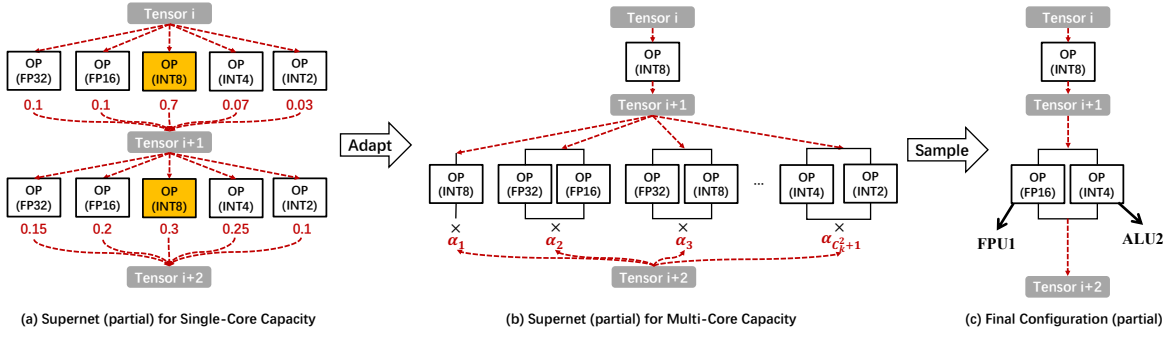 Tensor i
OP (FP32) OP (FP16) OP (INT8) OP (INT4) OP (INT2)
0.1 0.1 0.7 0.07 0.03
Tensor i+1
OP (FP32) OP (FP16) OP (INT8) OP (INT4) OP (INT2)
0.15 0.2 0.3 0.25 0.1
Tensor i+2
(a) Supernet (partial) for Single-Core Capacity
Adapt
Tensor i
OP (INT8)
Tensor i+1
OP (INT8) OP (FP32) OP (FP16) OP (FP32) OP (INT8) ... OP (INT4) OP (INT2)
× × × ×
α₁ α₂ α₃ α_{C_k^2+1}
Tensor i+2
(b) Supernet (partial) for Multi-Core Capacity
Sample
Tensor i
OP (INT8)
Tensor i+1
OP (FP16) OP (INT4)
FPU1 ALU2
Tensor i+2
(c) Final Configuration (partial)